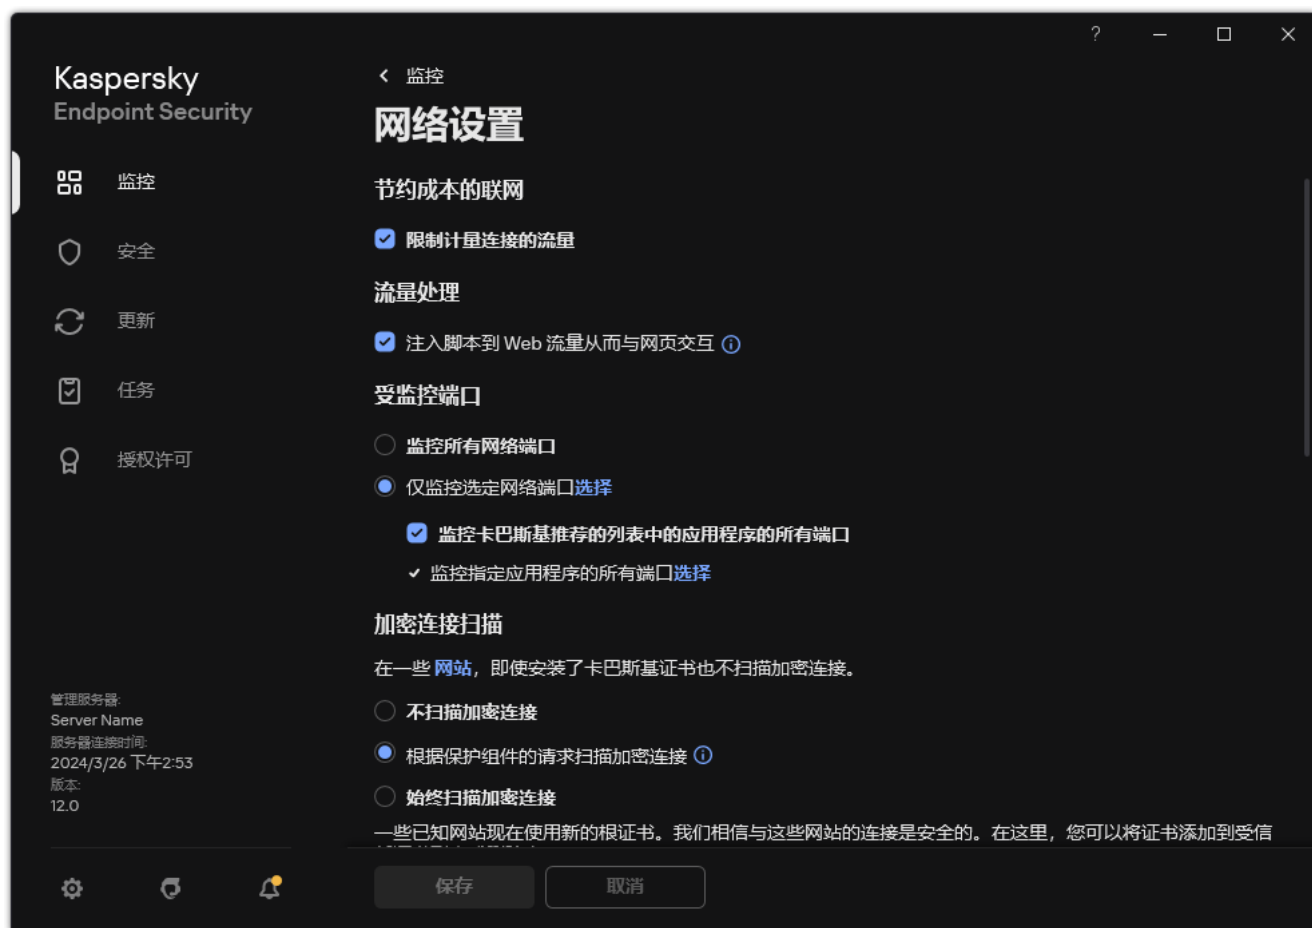 ?
Kaspersky
Endpoint Security
监控
安全
更新
任务
授权许可
管理服务器:
Server Name
服务器连接时间:
2024/3/26 下午2:53
版本:
12.0
监控
网络设置
节约成本的联网
限制计量连接的流量
流量处理
注入脚本到 Web 流量从而与网页交互
受监控端口
监控所有网络端口
仅监控选定网络端口选择
监控卡巴斯基推荐的列表中的应用程序的所有端口
监控指定应用程序的所有端口选择
加密连接扫描
在一些 网站，即使安装了卡巴斯基证书也不扫描加密连接。
不扫描加密连接
根据保护组件的请求扫描加密连接
始终扫描加密连接
一些已知网站现在使用新的根证书。我们相信与这些网站的连接是安全的。在这里，您可以将证书添加到受信
保存
取消